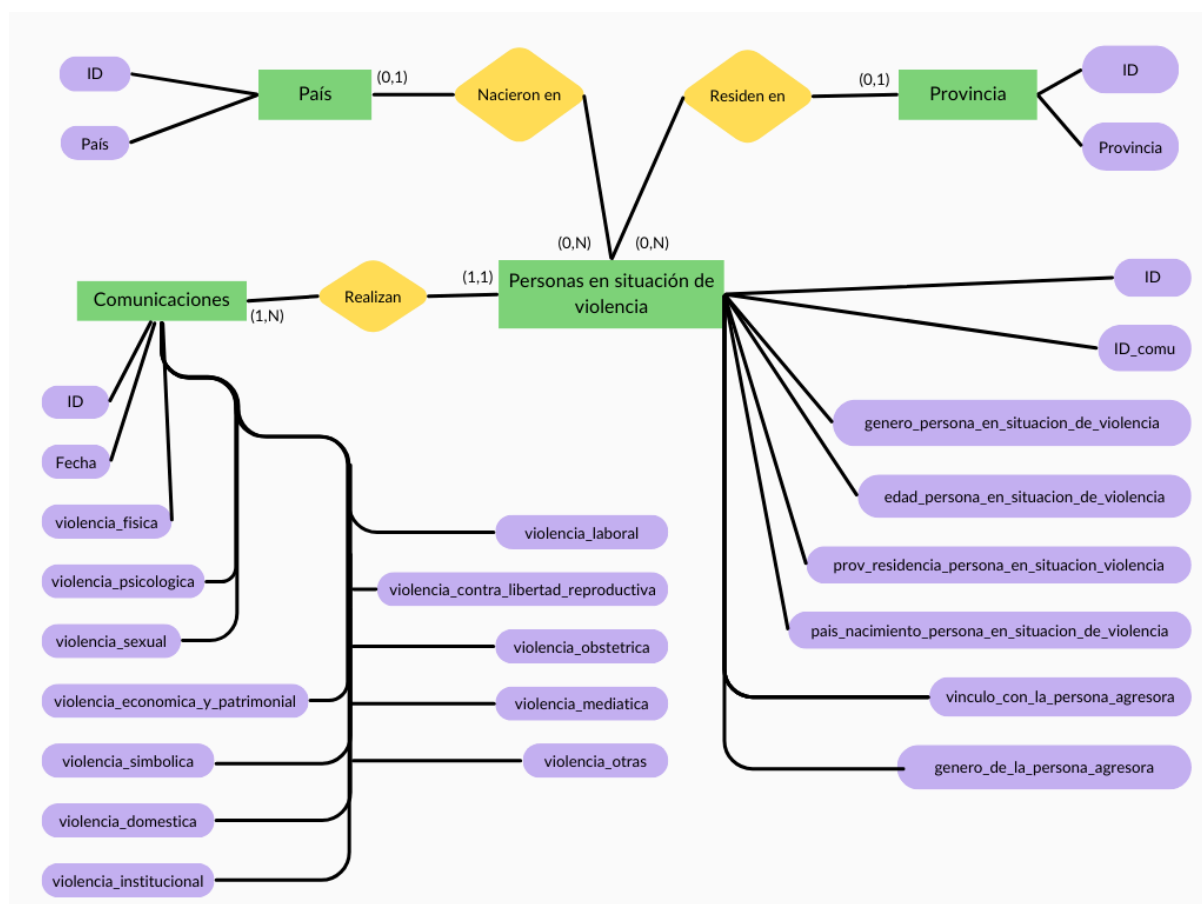 ID
País
País
(0,1)
Nacieron en
Residen en
(0,1)
Provincia
ID
Provincia
(0,N)
(0,N)
Comunicaciones
(1,N)
Realizan
(1,1)
Personas en situación de
violencia
ID
ID_comu
genero_persona_en_situacion_de_violencia
edad_persona_en_situacion_de_violencia
prov_residencia_persona_en_situacion_violencia
pais_nacimiento_persona_en_situacion_de_violencia
vinculo_con_la_persona_agresora
genero_de_la_persona_agresora
ID
Fecha
violencia_fisica
violencia_psicologica
violencia_sexual
violencia_economica_y_patrimonial
violencia_simbolica
violencia_domestica
violencia_institucional
violencia_laboral
violencia_contra_libertad_reproductiva
violencia_obstetrica
violencia_mediatica
violencia_otras